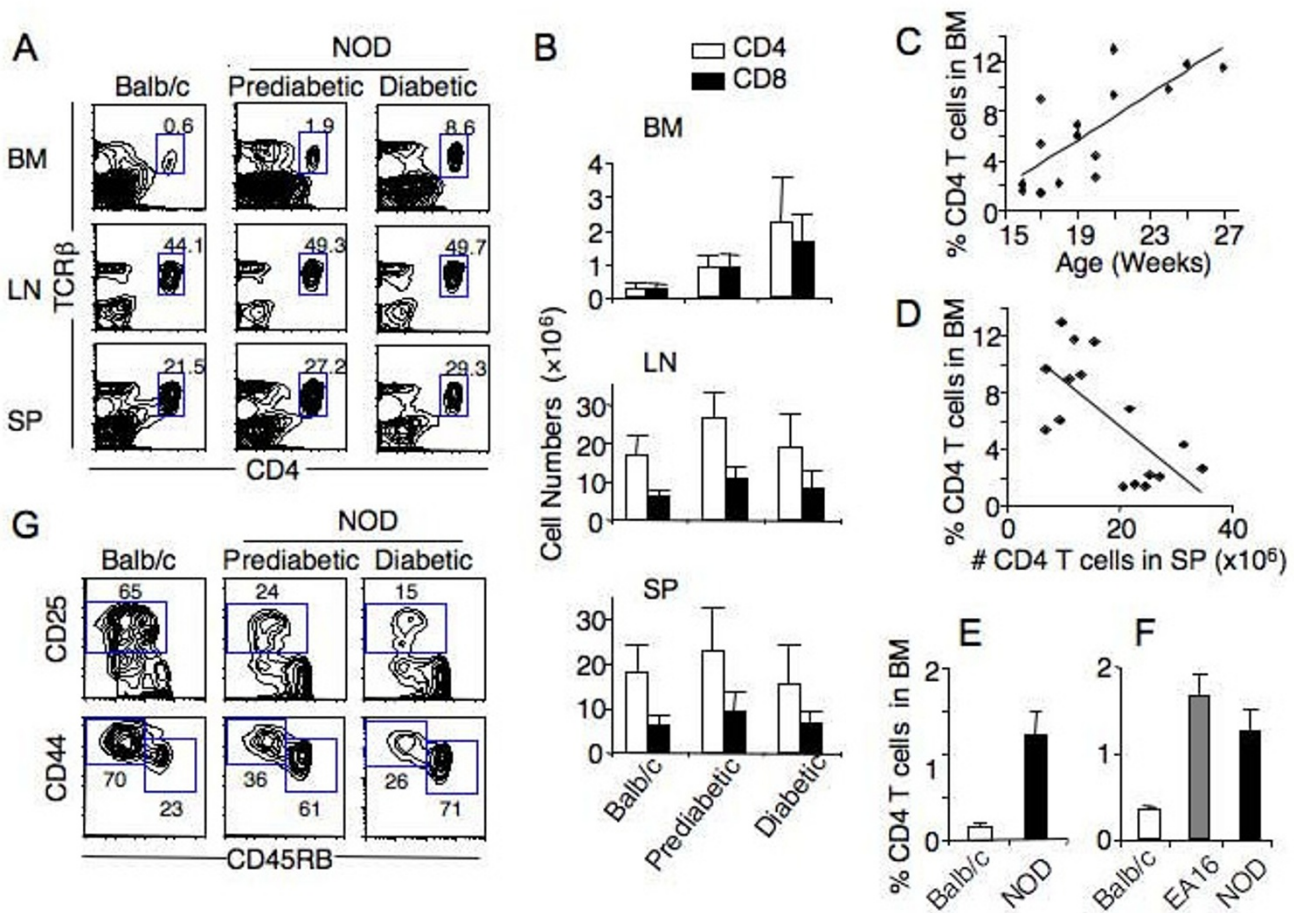 A
NOD
Balb/c Prediabetic Diabetic
BM 0.6 1.9 8.6
LN 44.1 49.3 49.7
SP 21.5 27.2 29.3
TCRβ
CD4
B
CD4
CD8
BM
4
3
2
1
0
LN
30
20
10
0
SP
30
20
10
0
Cell Numbers (×10⁶)
Balb/c Prediabetic Diabetic
C
% CD4 T cells in BM
12
8
4
0
15 19 23 27
Age (Weeks)
D
% CD4 T cells in BM
12
8
4
0
0 20 40
# CD4 T cells in SP (x10⁶)
E
% CD4 T cells in BM
2
1
0
Balb/c NOD
F
2
1
0
Balb/c EA16 NOD
G
NOD
Balb/c Prediabetic Diabetic
CD25 65 24 15
CD44
70 36 26
23 61 71
CD45RB